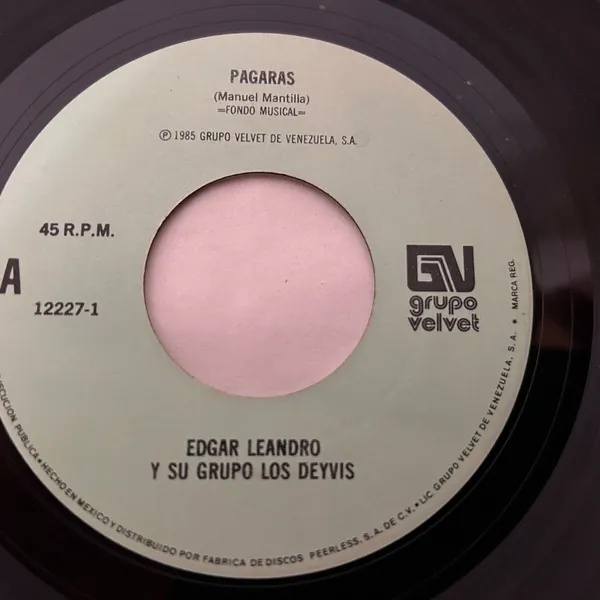 PAGARAS
(Manuel Mantilla)
=FONDO MUSICAL=
Ⓟ 1985 GRUPO VELVET DE VENEZUELA, S.A.
45 R.P.M.
A
12227-1
GV
grupo
velvet
EDGAR LEANDRO
Y SU GRUPO LOS DEYVIS
PUBLICA • HECHO EN MEXICO Y DISTRIBUIDO POR FABRICA DE DISCOS PEERLESS, S.A. DE C.V. • LIC. GRUPO VELVET DE VENEZUELA, S.A. • MARCA REG.